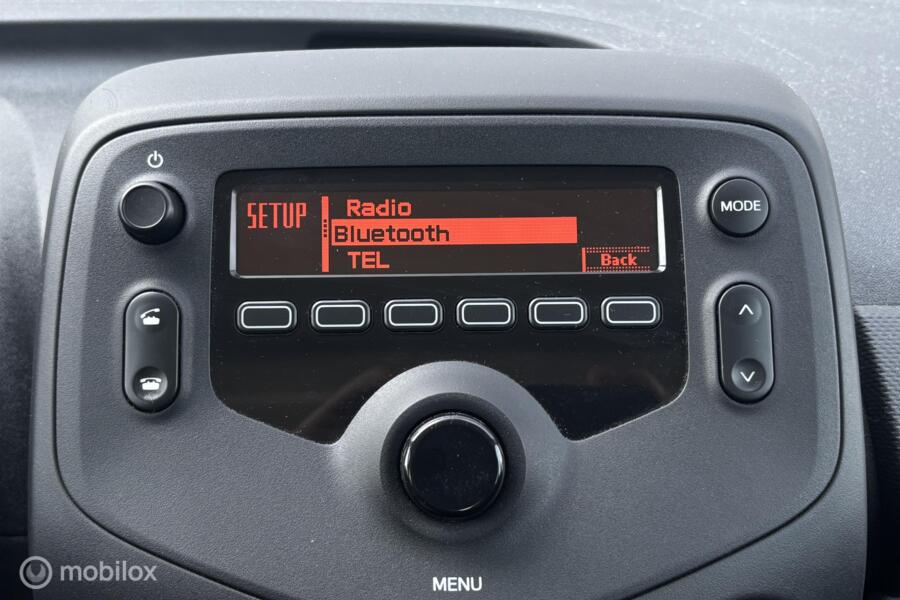 SETUP
Radio
Bluetooth
TEL
Back
MODE
MENU
mobilox